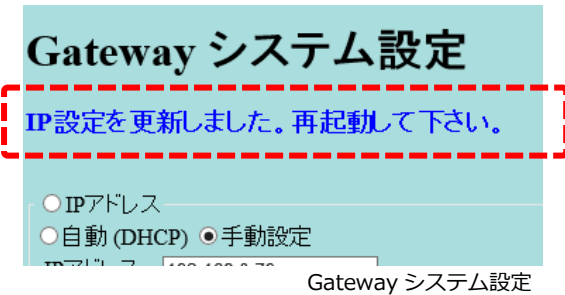 Gateway システム設定
IP設定を更新しました。再起動して下さい。
IPアドレス
自動 (DHCP) 手動設定
Gateway システム設定